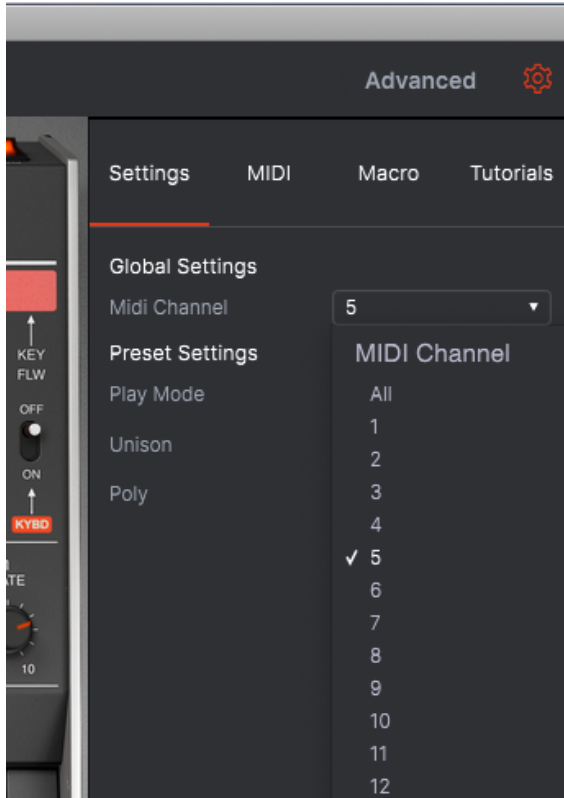 Advanced
Settings MIDI Macro Tutorials
Global Settings
Midi Channel 5
Preset Settings
MIDI Channel
Play Mode
All
1
Unison
2
Poly
3
4
✓ 5
6
7
8
9
10
11
12
KEY
FLW
OFF
ON
KYBD
10